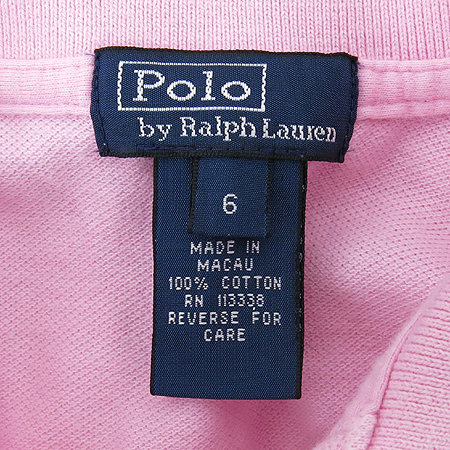 Polo
by Ralph Lauren
6
MADE IN
MACAU
100% COTTON
RN 113338
REVERSE FOR
CARE